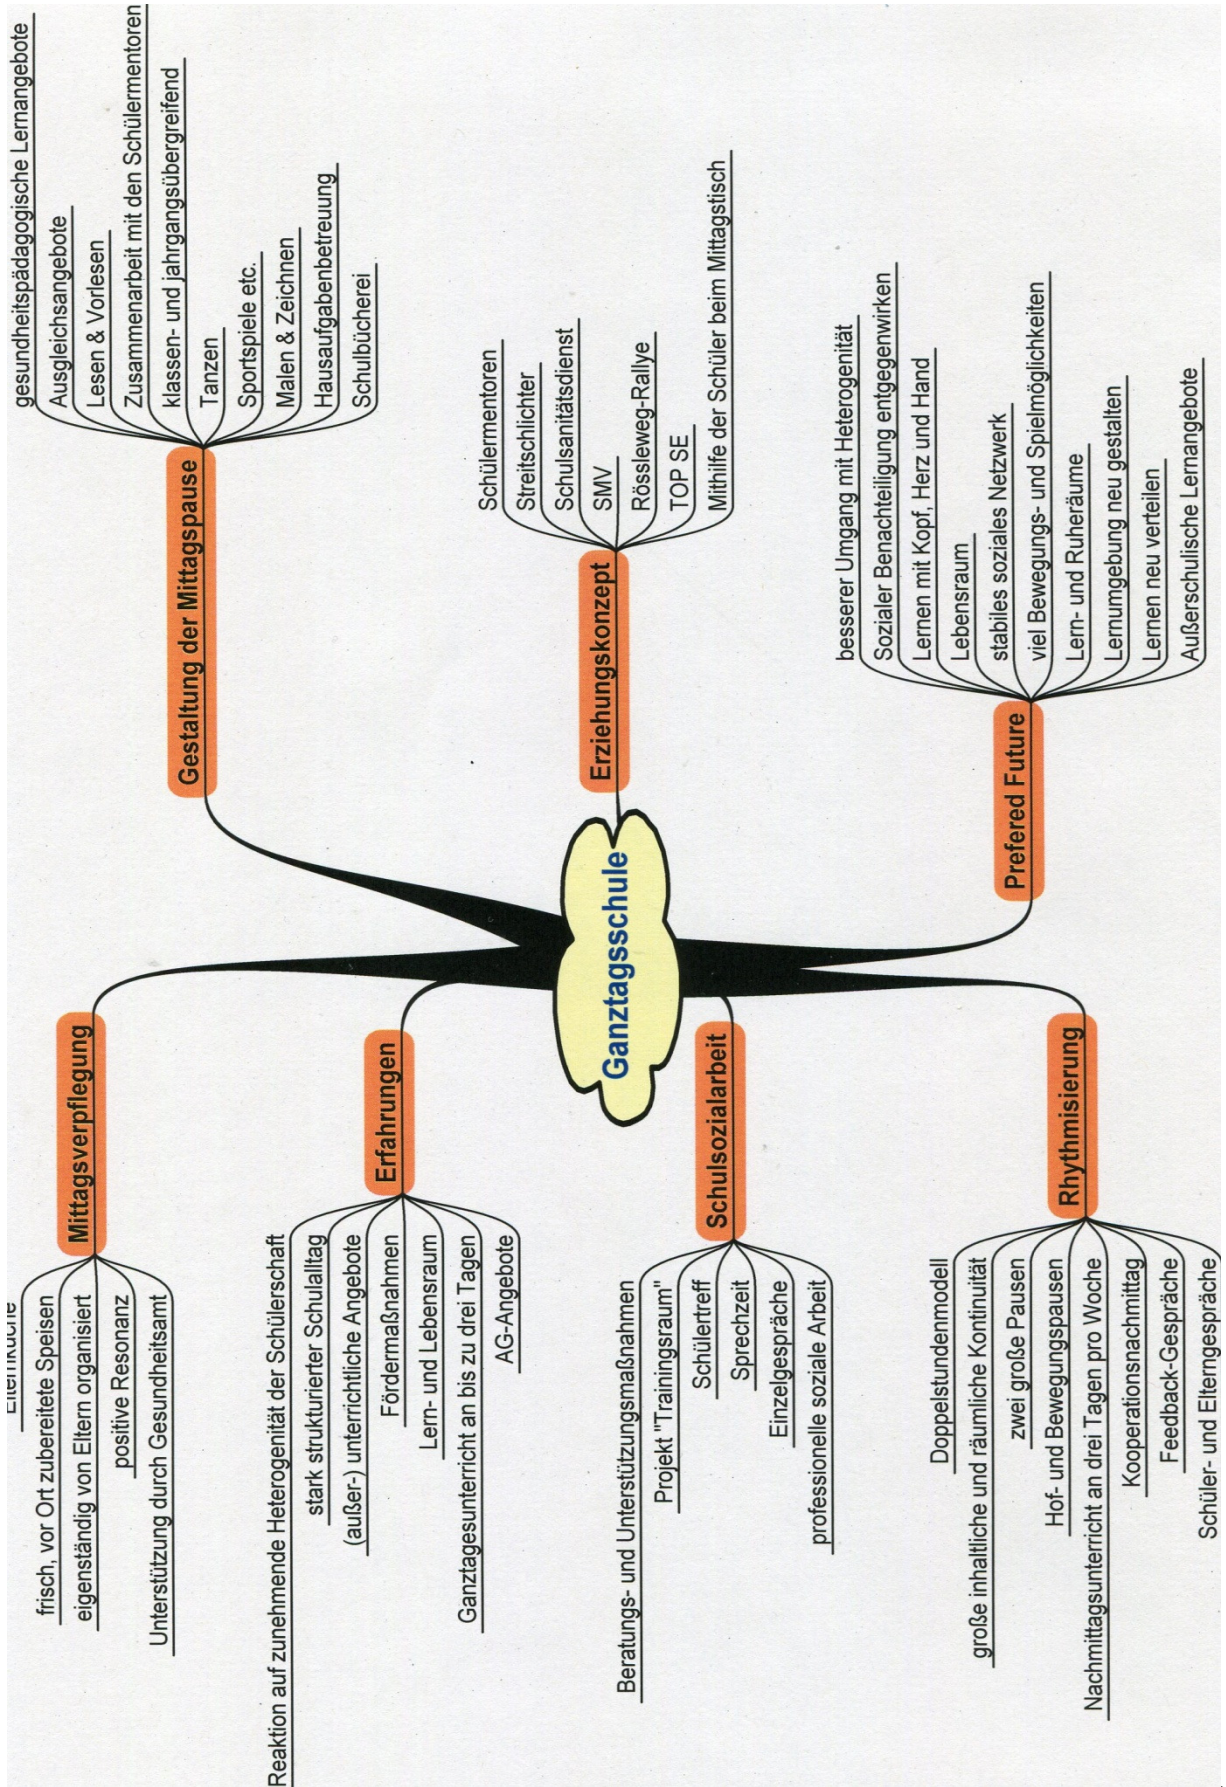 Elternküche
frisch, vor Ort zubereitete Speisen
eigenständig von Eltern organisiert
positive Resonanz
Unterstützung durch Gesundheitsamt
Mittagsverpflegung
Reaktion auf zunehmende Heterogenität der Schülerschaft
stark strukturierter Schulalltag
(außer-) unterrichtliche Angebote
Fördermaßnahmen
Lern- und Lebensraum
Ganztagesunterricht an bis zu drei Tagen
AG-Angebote
Erfahrungen
Beratungs- und Unterstützungsmaßnahmen
Projekt "Trainingsraum"
Schülertreff
Sprechzeit
Einzelgespräche
professionelle soziale Arbeit
Schulsozialarbeit
Doppelstundenmodell
große inhaltliche und räumliche Kontinuität
zwei große Pausen
Hof- und Bewegungspausen
Nachmittagsunterricht an drei Tagen pro Woche
Kooperationsnachmittag
Feedback-Gespräche
Schüler- und Elterngespräche
Rhythmisierung
Ganztagsschule
Gestaltung der Mittagspause
gesundheitspädagogische Lernangebote
Ausgleichsangebote
Lesen & Vorlesen
Zusammenarbeit mit den Schülermentoren
klassen- und jahrgangsübergreifend
Tanzen
Sportspiele etc.
Malen & Zeichnen
Hausaufgabenbetreuung
Schulbücherei
Erziehungskonzept
Schülermentoren
Streitschlichter
Schulsanitätsdienst
SMV
Rössleweg-Rallye
TOP SE
Mithilfe der Schüler beim Mittagstisch
Prefered Future
besserer Umgang mit Heterogenität
Sozialer Benachteiligung entgegenwirken
Lernen mit Kopf, Herz und Hand
Lebensraum
stabiles soziales Netzwerk
viel Bewegungs- und Spielmöglichkeiten
Lern- und Ruheräume
Lernumgebung neu gestalten
Lernen neu verteilen
Außerschulische Lernangebote